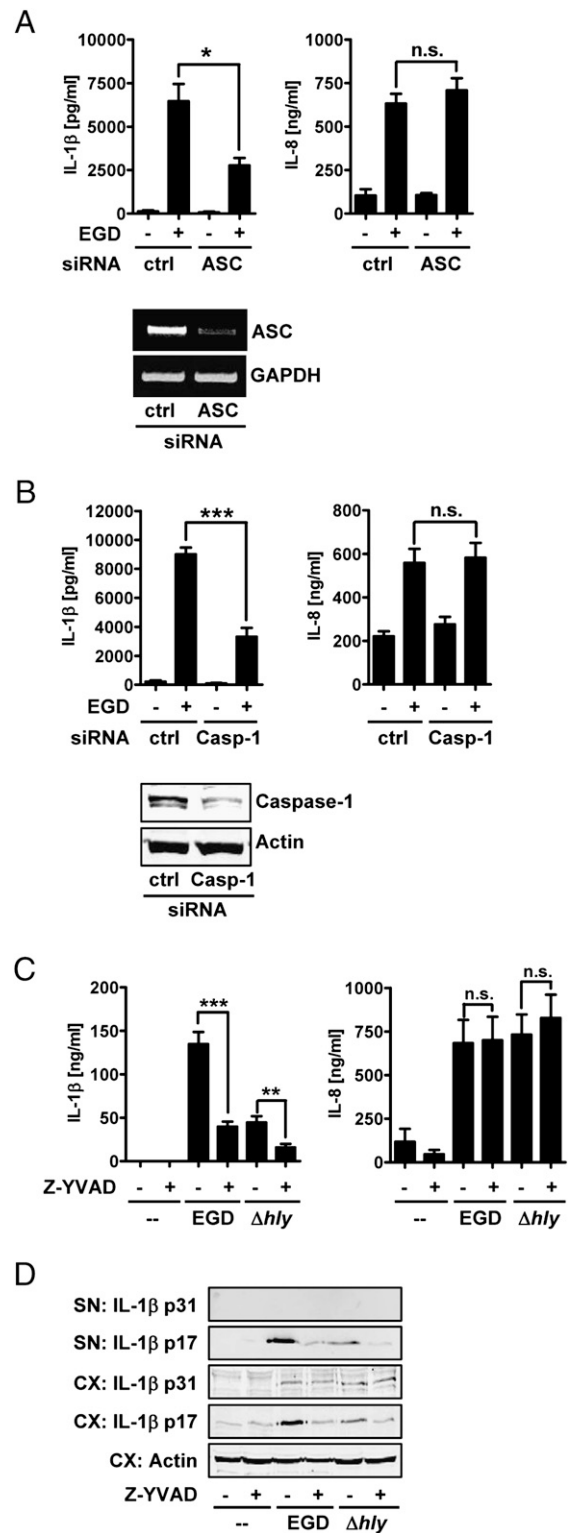 A
IL-1β [pg/ml]
10000
7500
5000
2500
0
*
EGD - + - +
siRNA ctrl ASC
IL-8 [ng/ml]
1000
750
500
250
0
n.s.
- + - +
ctrl ASC
ASC
GAPDH
ctrl ASC
siRNA
B
IL-1β [pg/ml]
12000
10000
8000
6000
4000
2000
0
***
EGD - + - +
siRNA ctrl Casp-1
IL-8 [ng/ml]
800
600
400
200
0
n.s.
- + - +
ctrl Casp-1
Caspase-1
Actin
ctrl Casp-1
siRNA
C
IL-1β [ng/ml]
200
150
100
50
0
***
**
Z-YVAD - + - + - +
-- EGD Δhly
IL-8 [ng/ml]
1000
750
500
250
0
n.s.
n.s.
- + - + - +
-- EGD Δhly
D
SN: IL-1β p31
SN: IL-1β p17
CX: IL-1β p31
CX: IL-1β p17
CX: Actin
Z-YVAD - + - + - +
-- EGD Δhly